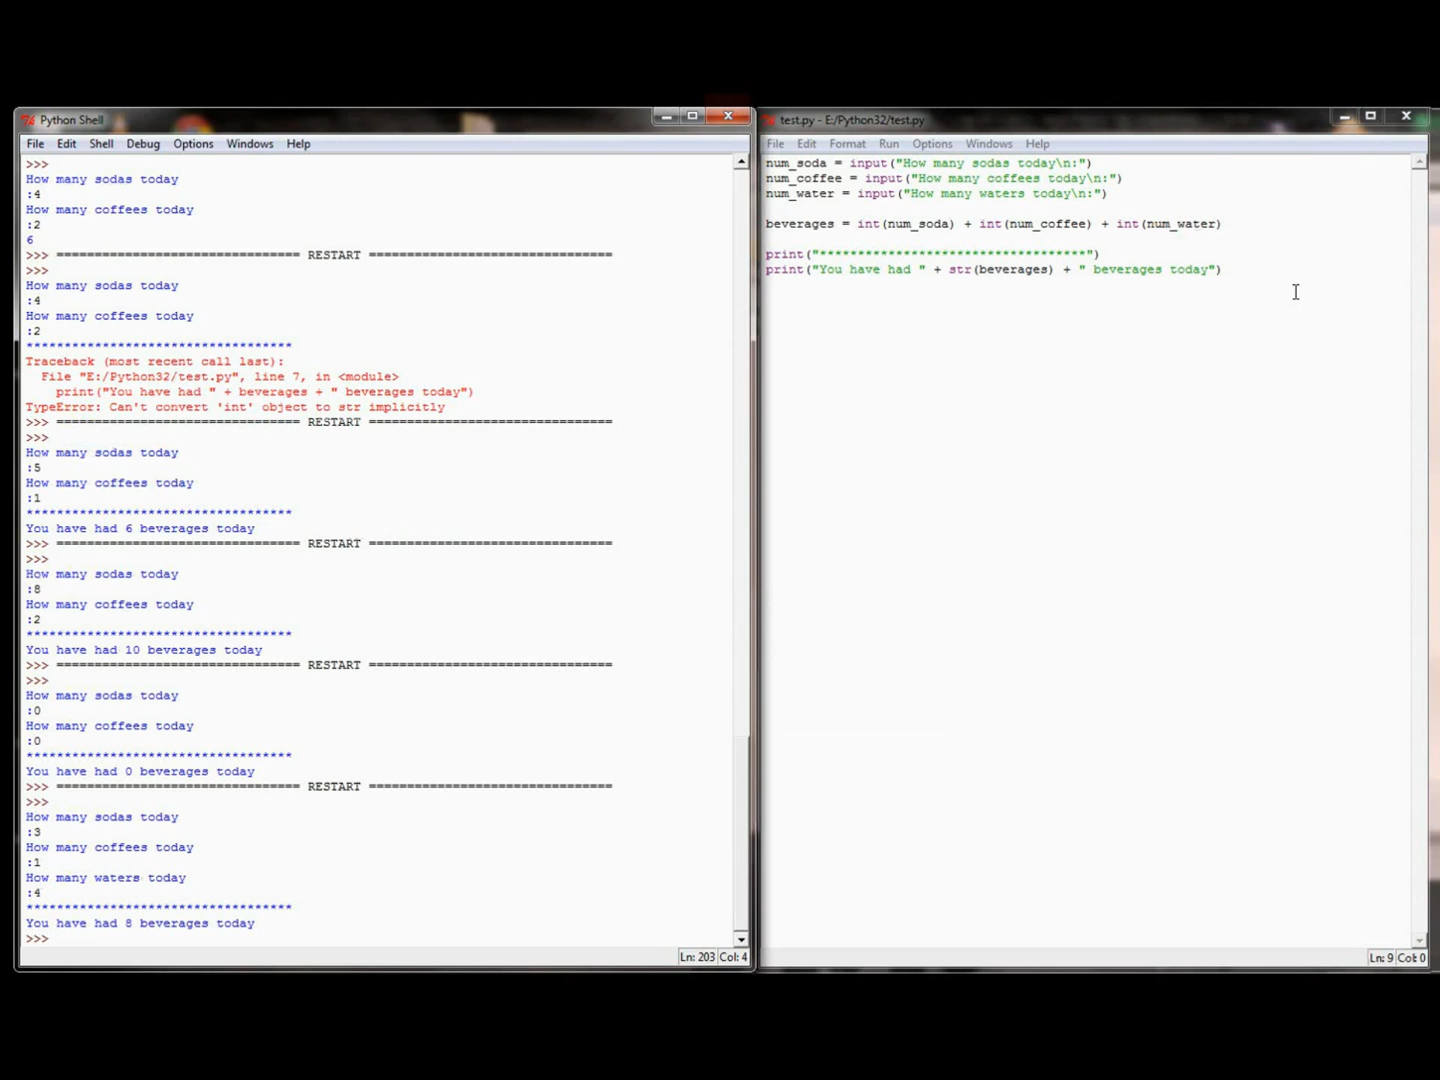 Python Shell
File Edit Shell Debug Options Windows Help
>>>
How many sodas today
:4
How many coffees today
:2
6
>>> ================================ RESTART ================================
>>>
How many sodas today
:4
How many coffees today
:2
***********************************
Traceback (most recent call last):
  File "E:/Python32/test.py", line 7, in <module>
    print("You have had " + beverages + " beverages today")
TypeError: Can't convert 'int' object to str implicitly
>>> ================================ RESTART ================================
>>>
How many sodas today
:5
How many coffees today
:1
***********************************
You have had 6 beverages today
>>> ================================ RESTART ================================
>>>
How many sodas today
:8
How many coffees today
:2
***********************************
You have had 10 beverages today
>>> ================================ RESTART ================================
>>>
How many sodas today
:0
How many coffees today
:0
***********************************
You have had 0 beverages today
>>> ================================ RESTART ================================
>>>
How many sodas today
:3
How many coffees today
:1
How many waters today
:4
***********************************
You have had 8 beverages today
>>>
Ln: 203 Col: 4
test.py - E:/Python32/test.py
File Edit Format Run Options Windows Help
num_soda = input("How many sodas today\n:")
num_coffee = input("How many coffees today\n:")
num_water = input("How many waters today\n:")
beverages = int(num_soda) + int(num_coffee) + int(num_water)
print("***********************************")
print("You have had " + str(beverages) + " beverages today")
Ln: 9 Col: 0